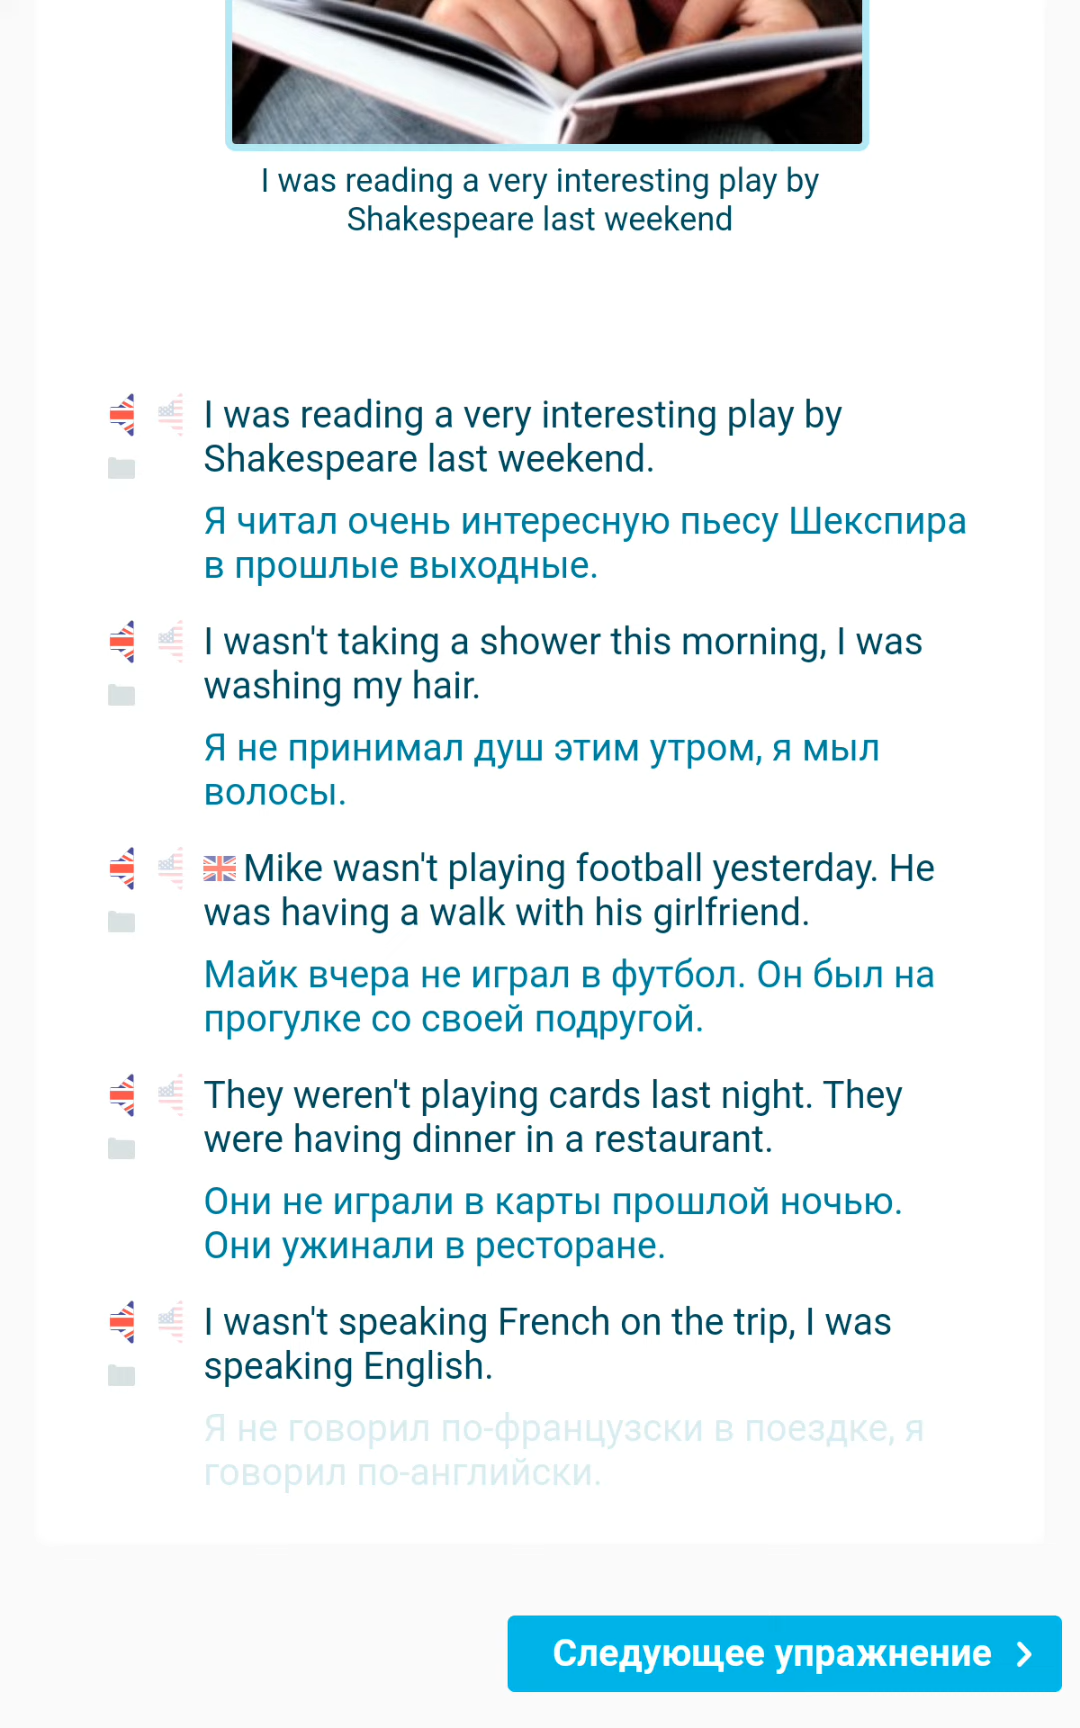 I was reading a very interesting play by
Shakespeare last weekend
I was reading a very interesting play by
Shakespeare last weekend.
Я читал очень интересную пьесу Шекспира
в прошлые выходные.
I wasn't taking a shower this morning, I was
washing my hair.
Я не принимал душ этим утром, я мыл
волосы.
Mike wasn't playing football yesterday. He
was having a walk with his girlfriend.
Майк вчера не играл в футбол. Он был на
прогулке со своей подругой.
They weren't playing cards last night. They
were having dinner in a restaurant.
Они не играли в карты прошлой ночью.
Они ужинали в ресторане.
I wasn't speaking French on the trip, I was
speaking English.
Я не говорил по-французски в поездке, я
говорил по-английски.
Следующее упражнение